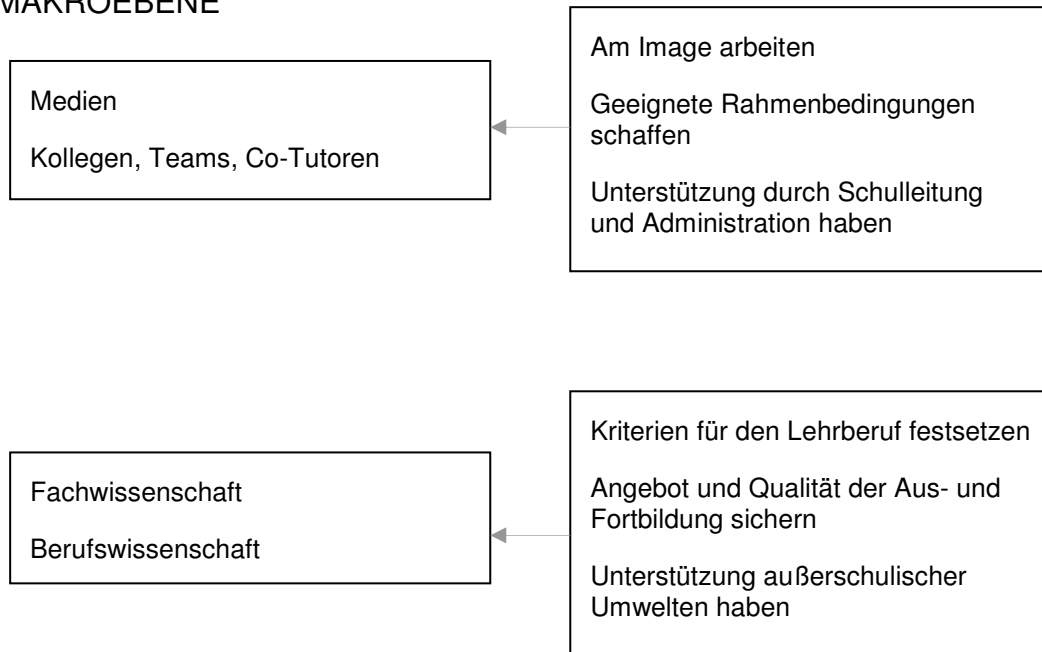 MAKROEBENE
Medien
Kollegen, Teams, Co-Tutoren
Am Image arbeiten
Geeignete Rahmenbedingungen
schaffen
Unterstützung durch Schulleitung
und Administration haben
Fachwissenschaft
Berufswissenschaft
Kriterien für den Lehrberuf festsetzen
Angebot und Qualität der Aus- und
Fortbildung sichern
Unterstützung außerschulischer
Umwelten haben